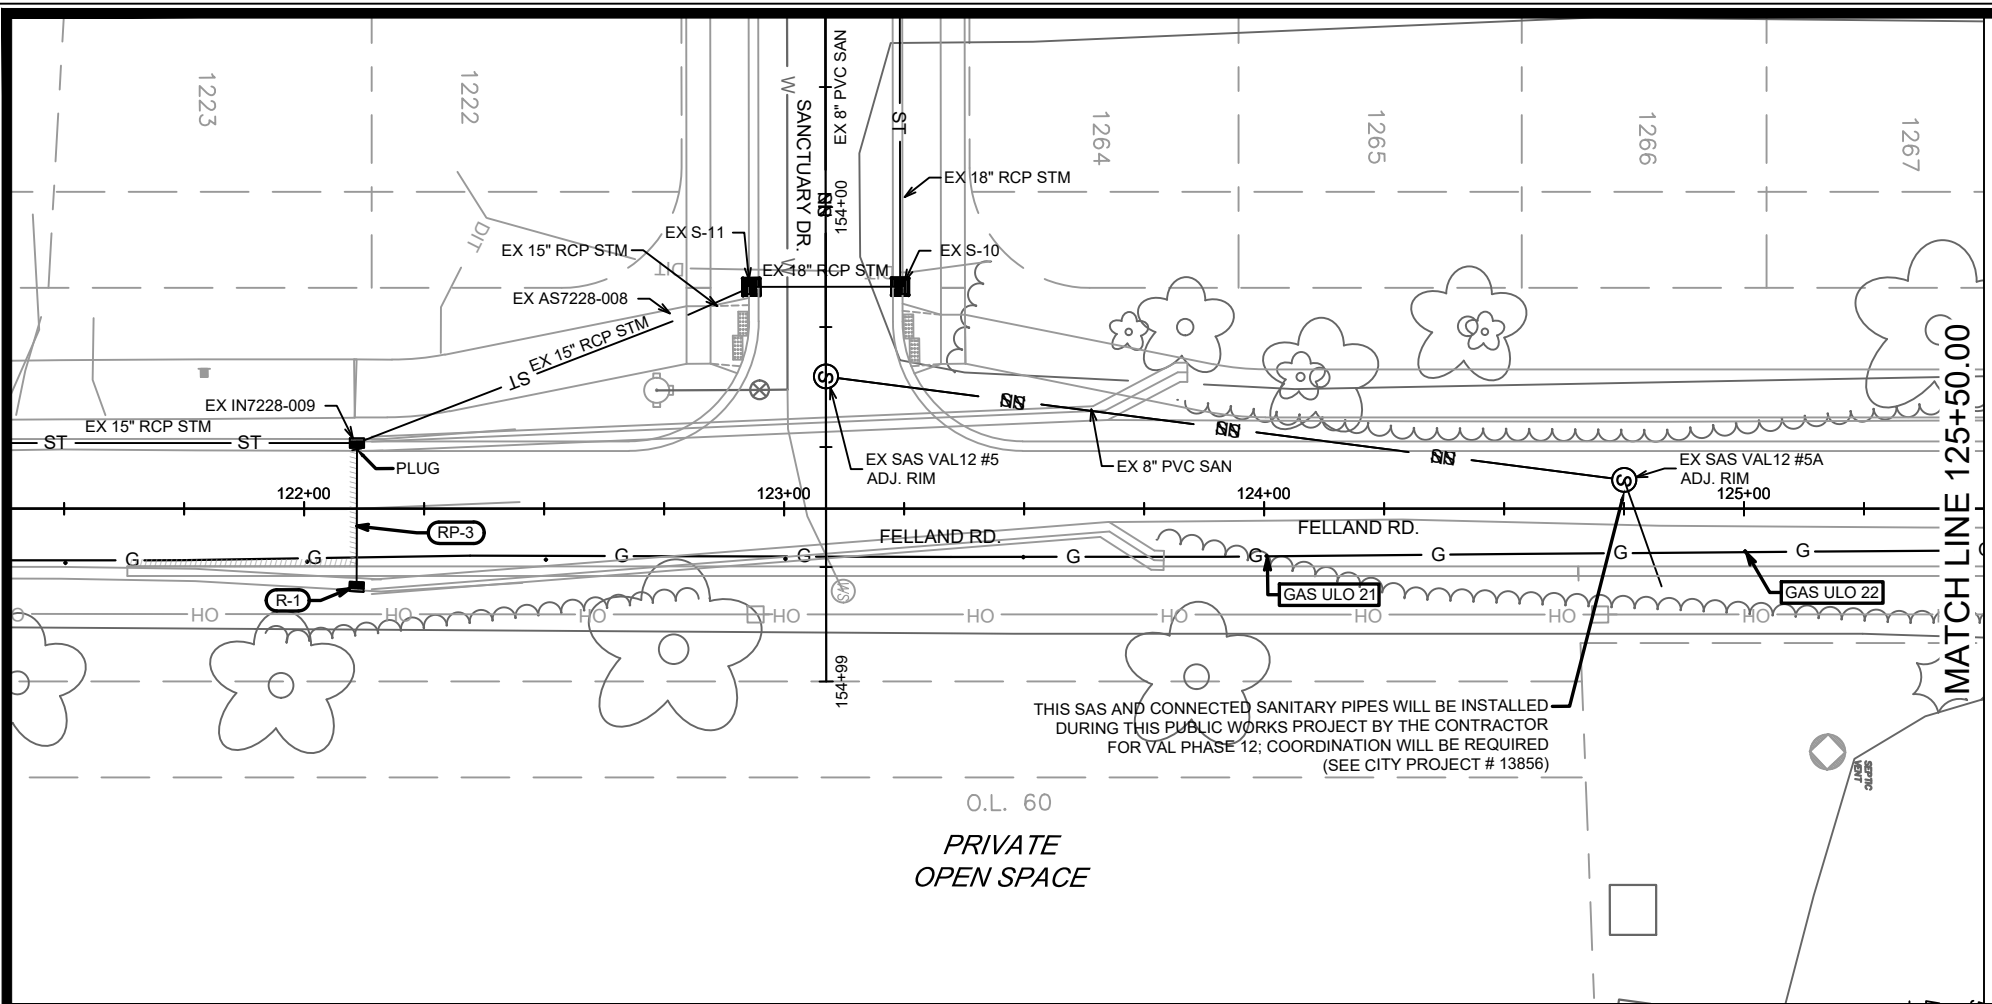 1223
1222
1264
1265
1266
1267
W
SANCTUARY DR.
W
EX 8" PVC SAN
154+00
ST
EX 18" RCP STM
DIT
EX S-11
EX 15" RCP STM
EX S-10
DIT
EX 18" RCP STM
DIT
EX AS7228-008
EX 15" RCP STM
ST
EX IN7228-009
EX 15" RCP STM
ST
ST
PLUG
S
EX SAS VAL12 #5
ADJ. RIM
EX 8" PVC SAN
S
EX SAS VAL12 #5A
ADJ. RIM
122+00
123+00
124+00
125+00
RP-3
FELLAND RD.
FELLAND RD.
G
G
G
G
G
G
G
G
G
R-1
WS
GAS ULO 21
GAS ULO 22
HO
HO
HO
HO
HO
HO
HO
HO
154+99
MATCH LINE 125+50.00
THIS SAS AND CONNECTED SANITARY PIPES WILL BE INSTALLED
DURING THIS PUBLIC WORKS PROJECT BY THE CONTRACTOR
FOR VAL PHASE 12; COORDINATION WILL BE REQUIRED
(SEE CITY PROJECT # 13856)
SEPTIC
VENT
O.L. 60
PRIVATE
OPEN SPACE